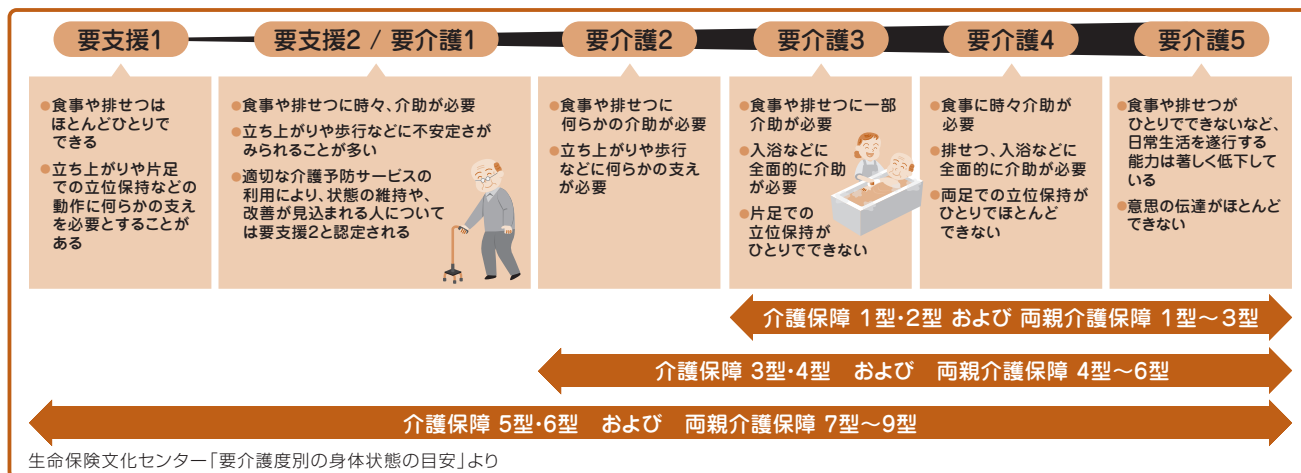 要支援1
要支援2 / 要介護1
要介護2
要介護3
要介護4
要介護5
●食事や排せつは
ほとんどひとりで
できる
●立ち上がりや片足
での立位保持などの
動作に何らかの支え
を必要とすることが
ある
●食事や排せつに時々、介助が必要
●立ち上がりや歩行などに不安定さが
みられることが多い
●適切な介護予防サービスの
利用により、状態の維持や、
改善が見込まれる人について
は要支援2と認定される
●食事や排せつに
何らかの介助が必要
●立ち上がりや歩行
などに何らかの支え
が必要
●食事や排せつに一部
介助が必要
●入浴などに
全面的に介助
が必要
●片足での
立位保持が
ひとりでできない
●食事に時々介助が
必要
●排せつ、入浴などに
全面的に介助が必要
●両足での立位保持が
ひとりでほとんど
できない
●食事や排せつが
ひとりでできないなど、
日常生活を遂行する
能力は著しく低下して
いる
●意思の伝達がほとんど
できない
介護保障 1型・2型 および 両親介護保障 1型～3型
介護保障 3型・4型 および 両親介護保障 4型～6型
介護保障 5型・6型 および 両親介護保障 7型～9型
生命保険文化センター「要介護度別の身体状態の目安」より